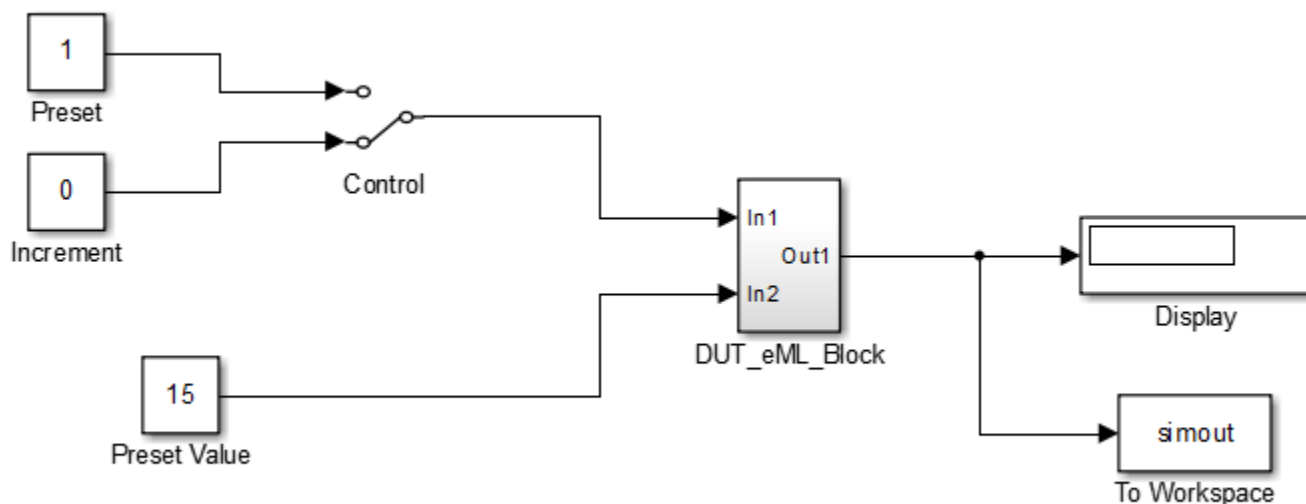 1
Preset
0
Increment
Control
In1
Out1
In2
DUT_eML_Block
Display
15
Preset Value
simout
To Workspace